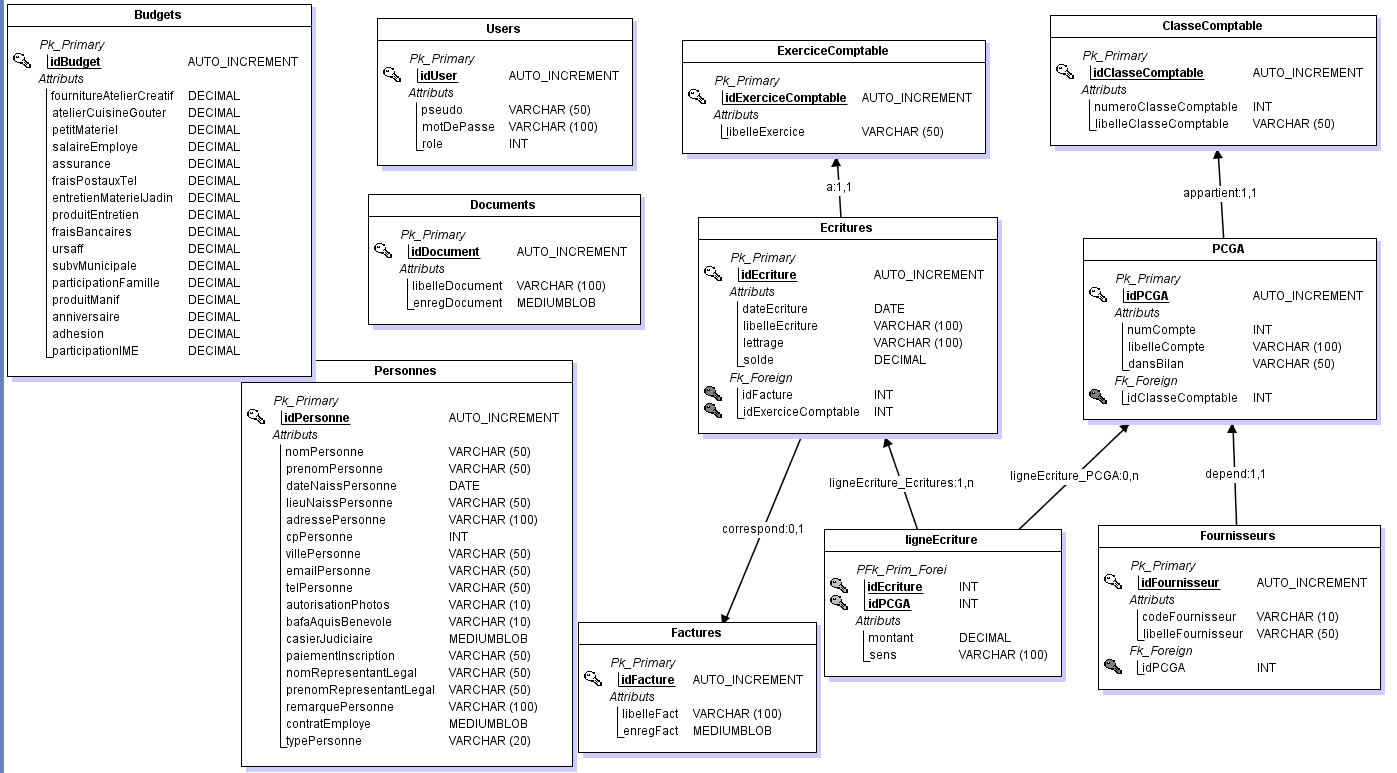 Budgets
Pk_Primary
idBudget AUTO_INCREMENT
Attributs
fournitureAtelierCreatif DECIMAL
atelierCuisineGouter DECIMAL
petitMateriel DECIMAL
salaireEmploye DECIMAL
assurance DECIMAL
fraisPostauxTel DECIMAL
entretienMaterielJadin DECIMAL
produitEntretien DECIMAL
fraisBancaires DECIMAL
ursaff DECIMAL
subvMunicipale DECIMAL
participationFamille DECIMAL
produitManif DECIMAL
anniversaire DECIMAL
adhesion DECIMAL
participationIME DECIMAL
Users
Pk_Primary
idUser AUTO_INCREMENT
Attributs
pseudo VARCHAR (50)
motDePasse VARCHAR (100)
role INT
Documents
Pk_Primary
idDocument AUTO_INCREMENT
Attributs
libelleDocument VARCHAR (100)
enregDocument MEDIUMBLOB
Personnes
Pk_Primary
idPersonne AUTO_INCREMENT
Attributs
nomPersonne VARCHAR (50)
prenomPersonne VARCHAR (50)
dateNaissPersonne DATE
lieuNaissPersonne VARCHAR (50)
adressePersonne VARCHAR (100)
cpPersonne INT
villePersonne VARCHAR (50)
emailPersonne VARCHAR (50)
telPersonne VARCHAR (50)
autorisationPhotos VARCHAR (10)
bafaAquisBenevole VARCHAR (10)
casierJudiciaire MEDIUMBLOB
paiementInscription VARCHAR (50)
nomRepresentantLegal VARCHAR (50)
prenomRepresentantLegal VARCHAR (50)
remarquePersonne VARCHAR (100)
contratEmploye MEDIUMBLOB
typePersonne VARCHAR (20)
ExerciceComptable
Pk_Primary
idExerciceComptable AUTO_INCREMENT
Attributs
libelleExercice VARCHAR (50)
a:1,1
Ecritures
Pk_Primary
idEcriture AUTO_INCREMENT
Attributs
dateEcriture DATE
libelleEcriture VARCHAR (100)
lettrage VARCHAR (100)
solde DECIMAL
Fk_Foreign
idFacture INT
idExerciceComptable INT
correspond:0,1
ligneEcriture_Ecritures:1,n
ligneEcriture_PCGA:0,n
Factures
Pk_Primary
idFacture AUTO_INCREMENT
Attributs
libelleFact VARCHAR (100)
enregFact MEDIUMBLOB
ligneEcriture
PFk_Prim_Forei
idEcriture INT
idPCGA INT
Attributs
montant DECIMAL
sens VARCHAR (100)
ClasseComptable
Pk_Primary
idClasseComptable AUTO_INCREMENT
Attributs
numeroClasseComptable INT
libelleClasseComptable VARCHAR (50)
appartient:1,1
PCGA
Pk_Primary
idPCGA AUTO_INCREMENT
Attributs
numCompte INT
libelleCompte VARCHAR (100)
dansBilan VARCHAR (50)
Fk_Foreign
idClasseComptable INT
depend:1,1
Fournisseurs
Pk_Primary
idFournisseur AUTO_INCREMENT
Attributs
codeFournisseur VARCHAR (10)
libelleFournisseur VARCHAR (50)
Fk_Foreign
idPCGA INT